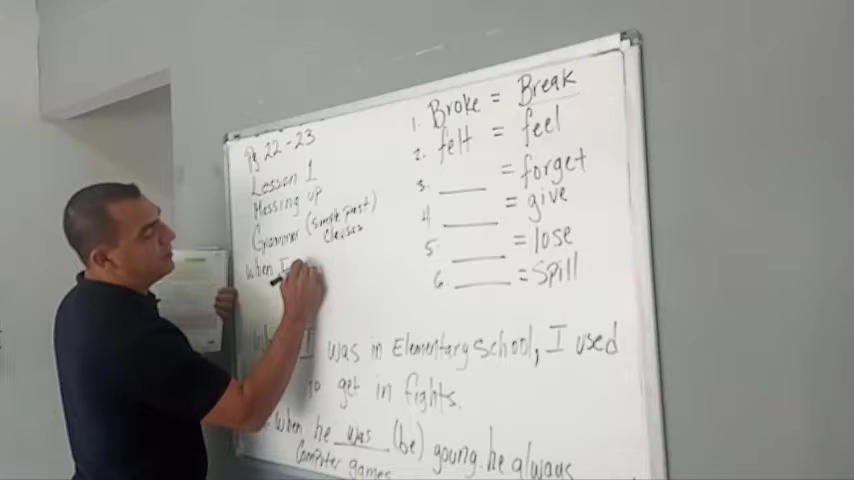 Pg 22-23
Lesson 1
Messing up
Grammar (simple past)
clauses
When I
1. Broke = Break
2. felt = feel
3. ____ = forget
4 ____ = give
5 ____ = lose
6. ____ = Spill
I was in Elementary School, I used
to get in fights.
when he was (be) young. he always
Computer games